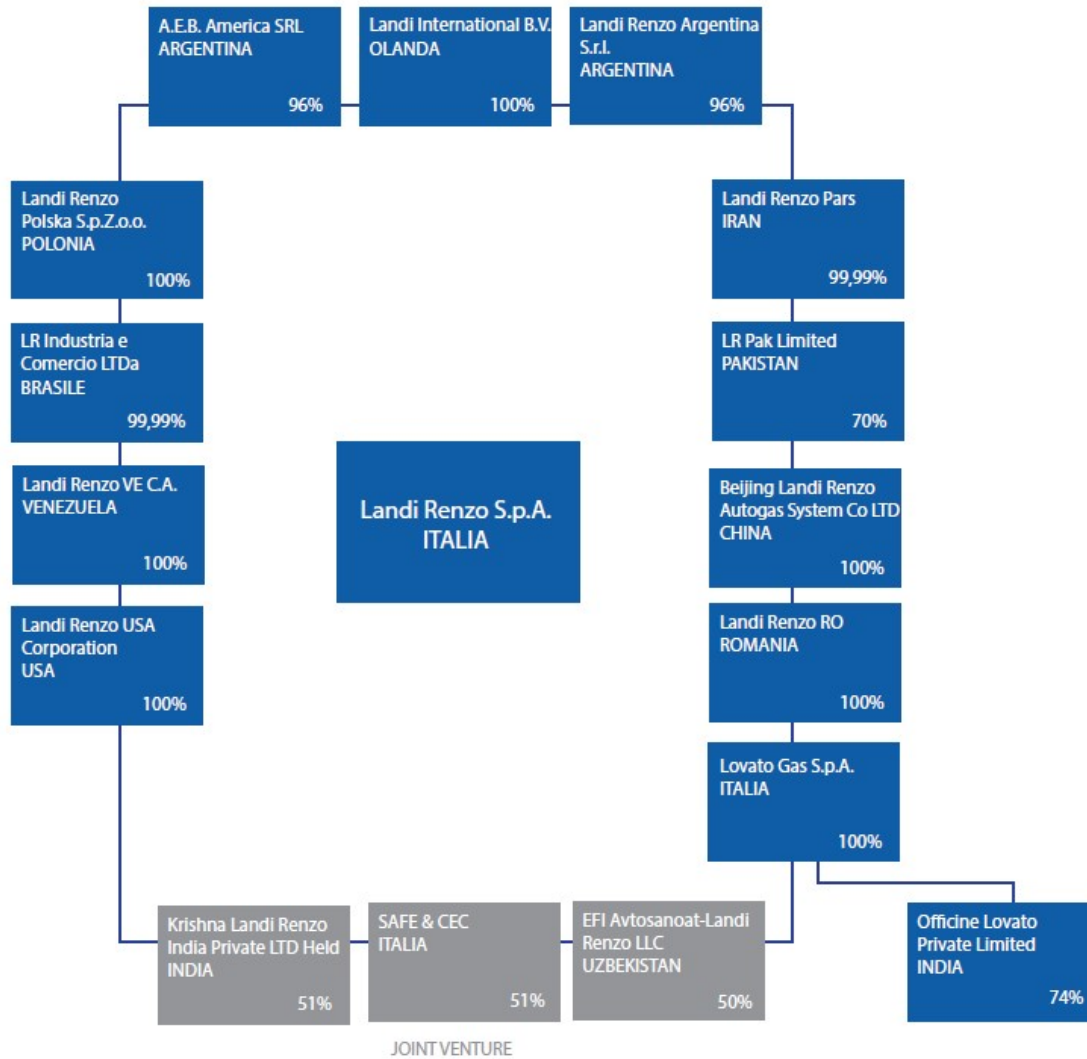 A.E.B. America SRL
ARGENTINA
96%
Landi International B.V.
OLANDA
100%
Landi Renzo Argentina
S.r.l.
ARGENTINA
96%
Landi Renzo
Polska S.p.Z.o.o.
POLONIA
100%
Landi Renzo Pars
IRAN
99,99%
LR Industria e
Comercio LTDa
BRASILE
99,99%
LR Pak Limited
PAKISTAN
70%
Landi Renzo VE C.A.
VENEZUELA
100%
Landi Renzo S.p.A.
ITALIA
Beijing Landi Renzo
Autogas System Co LTD
CHINA
100%
Landi Renzo USA
Corporation
USA
100%
Landi Renzo RO
ROMANIA
100%
Lovato Gas S.p.A.
ITALIA
100%
Krishna Landi Renzo
India Private LTD Held
INDIA
51%
SAFE & CEC
ITALIA
51%
EFI Avtosanoat-Landi
Renzo LLC
UZBEKISTAN
50%
Officine Lovato
Private Limited
INDIA
74%
JOINT VENTURE